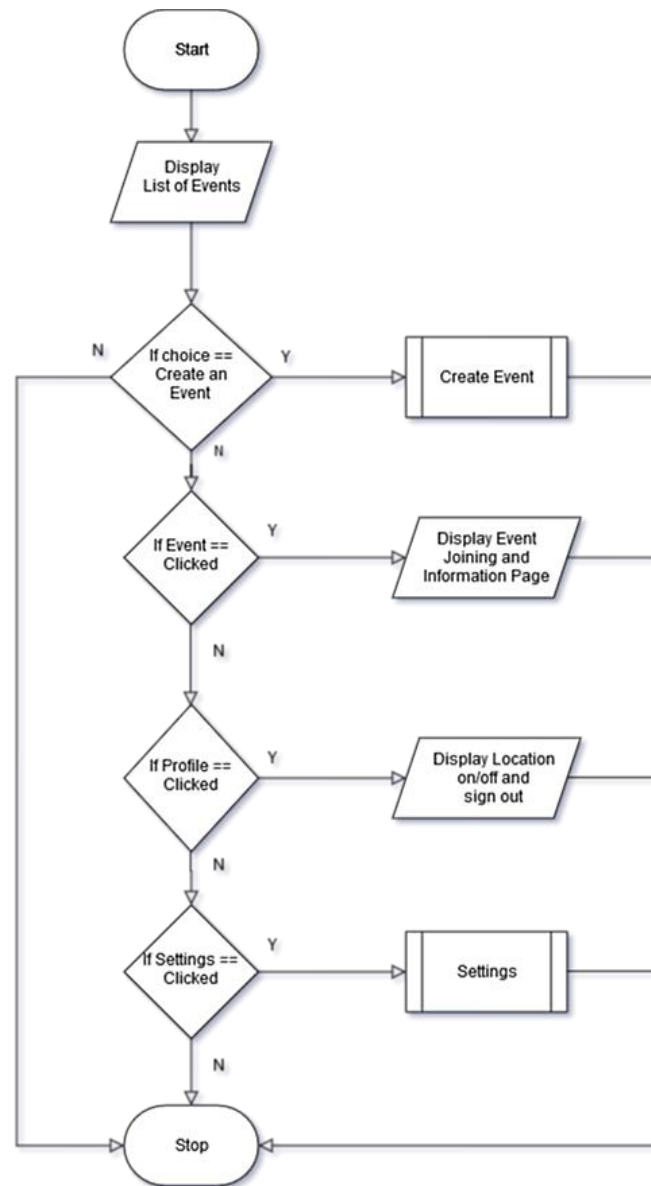 Start
Display
List of Events
N
If choice ==
Create an
Event
Y
Create Event
N
If Event ==
Clicked
Y
Display Event
Joining and
Information Page
N
If Profile ==
Clicked
Y
Display Location
on/off and
sign out
N
If Settings ==
Clicked
Y
Settings
N
Stop